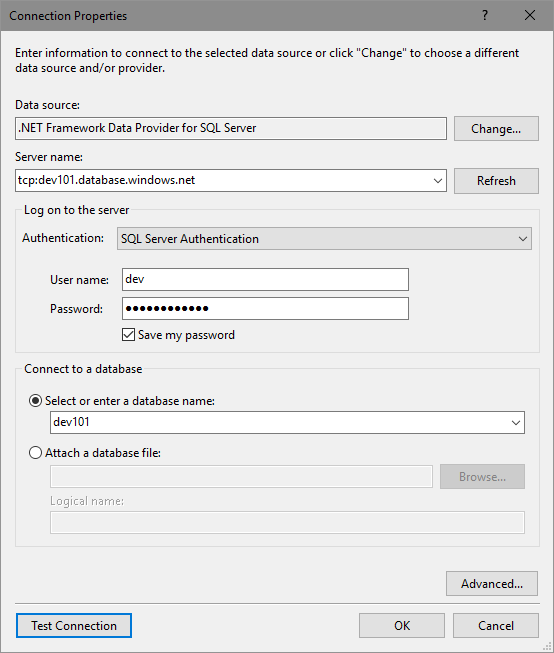 Connection Properties
?
Enter information to connect to the selected data source or click "Change" to choose a different
data source and/or provider.
Data source:
.NET Framework Data Provider for SQL Server
Change...
Server name:
tcp:dev101.database.windows.net
Refresh
Log on to the server
Authentication:
SQL Server Authentication
User name:
dev
Password:
●●●●●●●●●●●●
Save my password
Connect to a database
Select or enter a database name:
dev101
Attach a database file:
Browse...
Logical name:
Advanced...
Test Connection
OK
Cancel